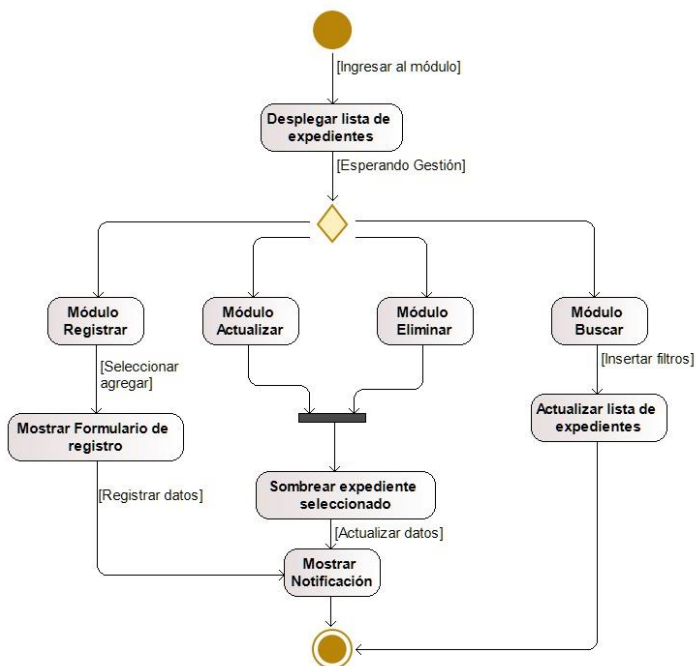 [Ingresar al módulo]
Desplegar lista de
expedientes
[Esperando Gestión]
Módulo
Registrar
Módulo
Actualizar
Módulo
Eliminar
Módulo
Buscar
[Seleccionar
agregar]
[Insertar filtros]
Mostrar Formulario de
registro
Actualizar lista de
expedientes
[Registrar datos]
Sombrear expediente
seleccionado
[Actualizar datos]
Mostrar
Notificación